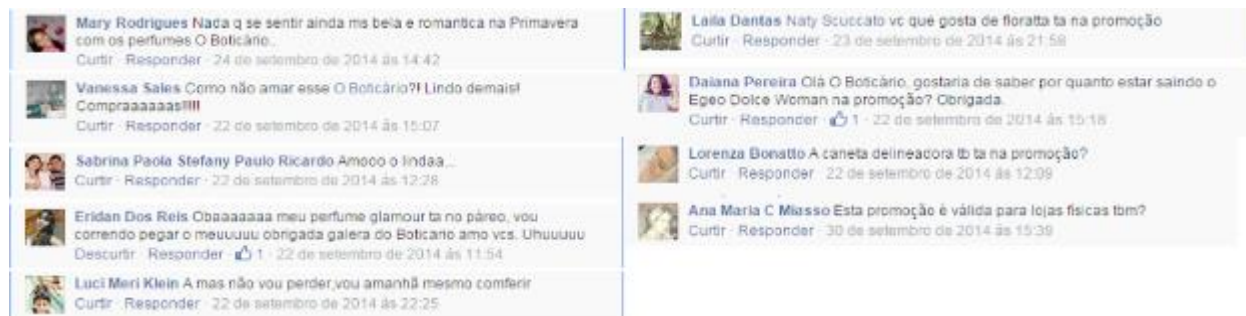 Mary Rodrigues Nada q se sentir ainda ms bela e romantica na Primavera
com os perfumes O Boticário..
Curtir · Responder · 24 de setembro de 2014 às 14:42
Vanessa Sales Como não amar esse O Boticário?! Lindo demais!
Compraaaaas!!!!!
Curtir · Responder · 22 de setembro de 2014 às 15:07
Sabrina Paola Stefany Paulo Ricardo Amoco o lindaa...
Curtir · Responder · 22 de setembro de 2014 às 12:28
Eridan Dos Reis Obaaaaaaa meu perfume glamour ta no páreo, vou
correndo pegar o meuuuuu obrigada galera do Boticario amo vcs. Uhuuuuu
Descurtir · Responder · 1 · 22 de setembro de 2014 às 11:54
Luci Meri Klein A mas não vou perder,vou amanhã mesmo comferir
Curtir · Responder · 22 de setembro de 2014 às 22:25
Laila Dantas Naty Scuccato vc que gosta de floratta ta na promoção
Curtir · Responder · 23 de setembro de 2014 às 21:58
Daiana Pereira Olá O Boticário, gostaria de saber por quanto estar saindo o
Egeo Dolce Woman na promoção? Obrigada.
Curtir · Responder · 1 · 22 de setembro de 2014 às 15:18
Lorenza Bonatto A caneta delineadora tb ta na promoção?
Curtir · Responder · 22 de setembro de 2014 às 12:09
Ana Maria C Miasso Esta promoção é válida para lojas fisicas tbm?
Curtir · Responder · 30 de setembro de 2014 às 15:39